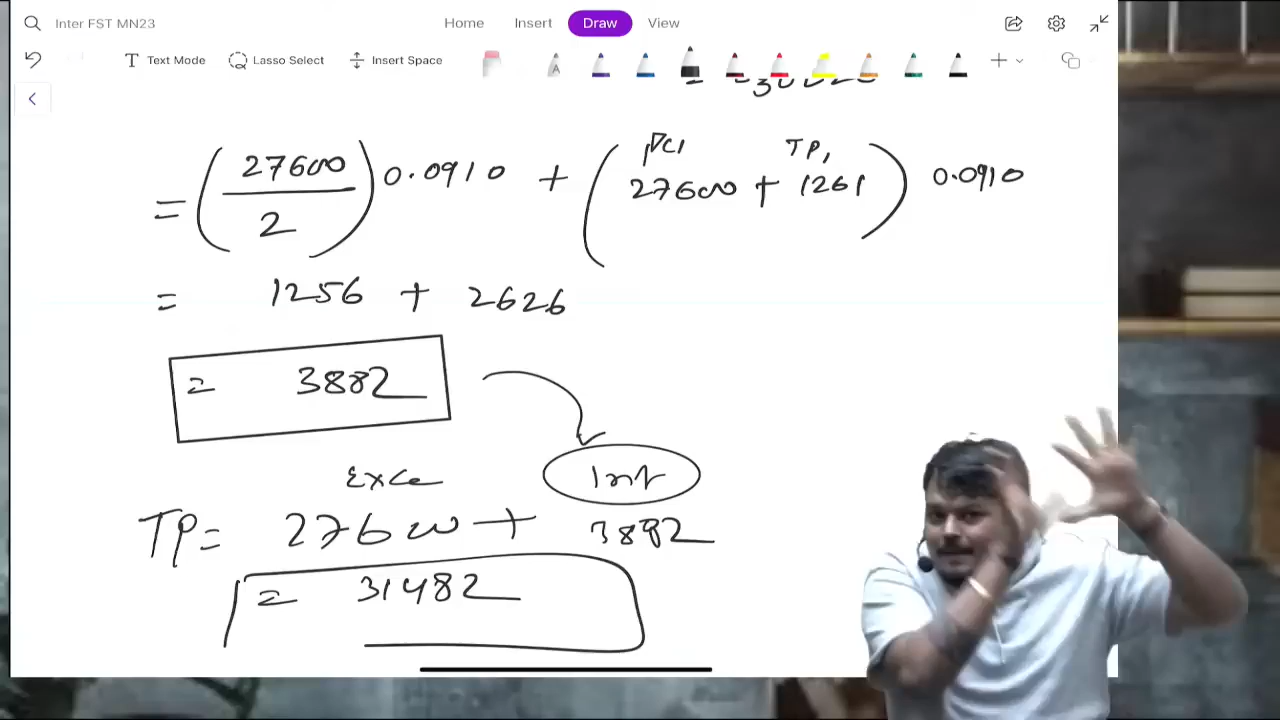 Inter FST MN23
Home Insert Draw View
Text Mode Lasso Select Insert Space
PC1 TP1
= (27600/2) 0.0910 + (27600 + 1261) 0.0910
= 1256 + 2626
= 3882
Exce Int
TP = 27600 + 3882
= 31482